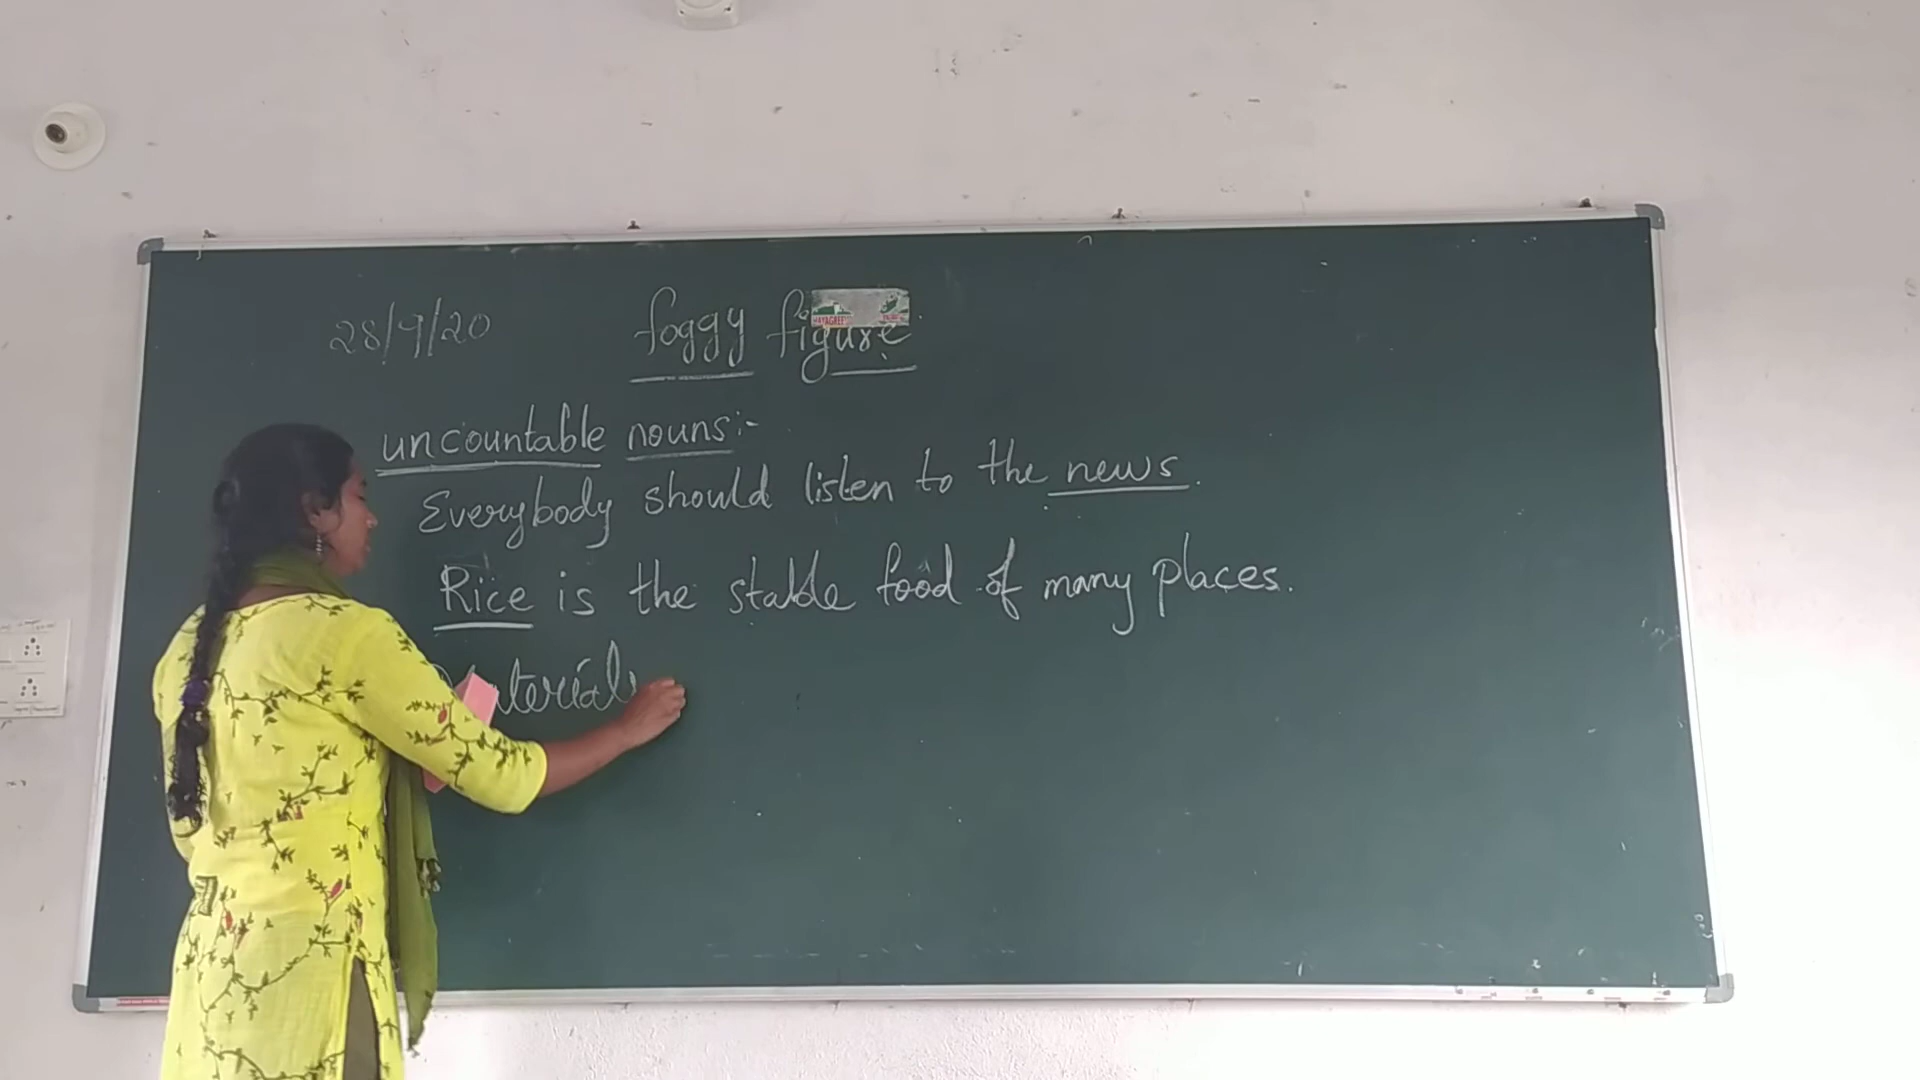 28/9/20
foggy figure.
uncountable nouns:-
Everybody should listen to the news.
Rice is the stable food of many places.